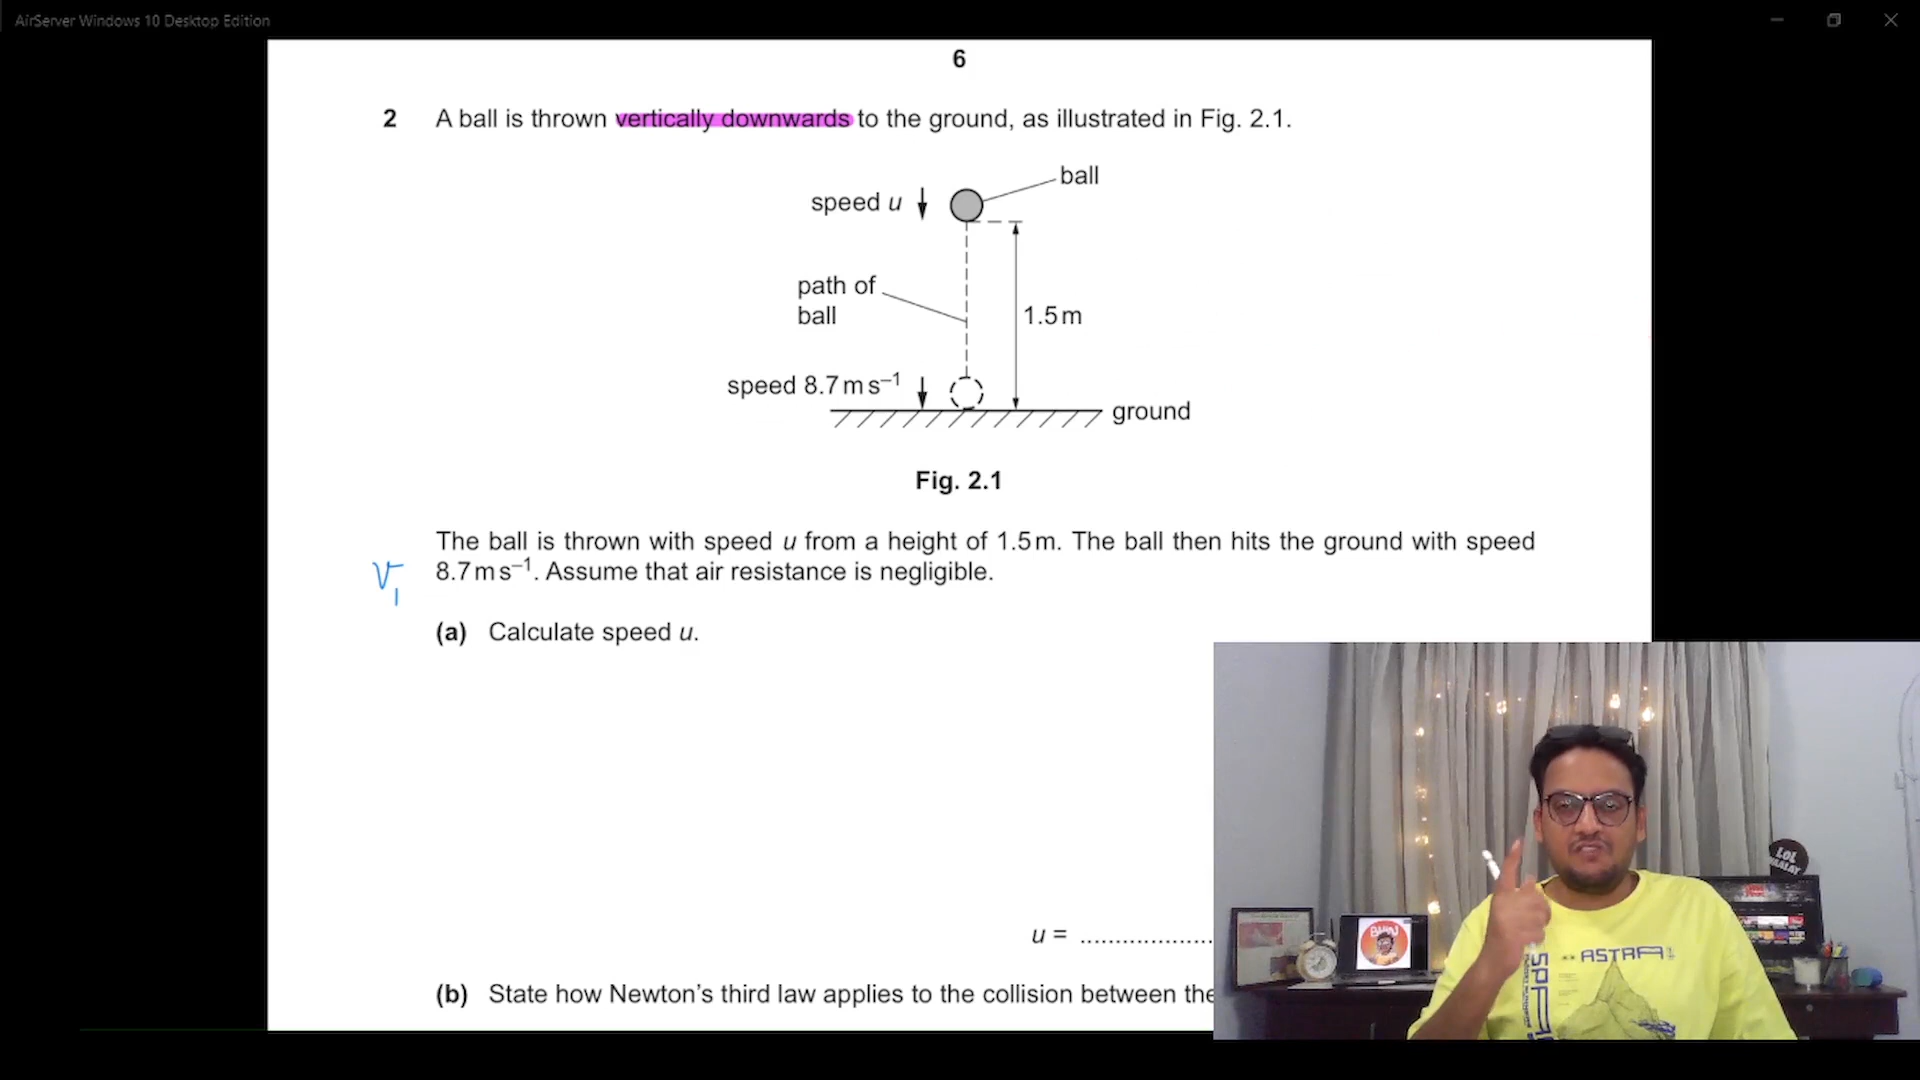 AirServer Windows 10 Desktop Edition
6
2 A ball is thrown vertically downwards to the ground, as illustrated in Fig. 2.1.
ball
speed u
path of
ball
1.5 m
speed 8.7 m s⁻¹
ground
Fig. 2.1
The ball is thrown with speed u from a height of 1.5 m. The ball then hits the ground with speed
8.7 m s⁻¹. Assume that air resistance is negligible.
V₁
(a) Calculate speed u.
u = ...................
(b) State how Newton's third law applies to the collision between the
LOL
ASTRA